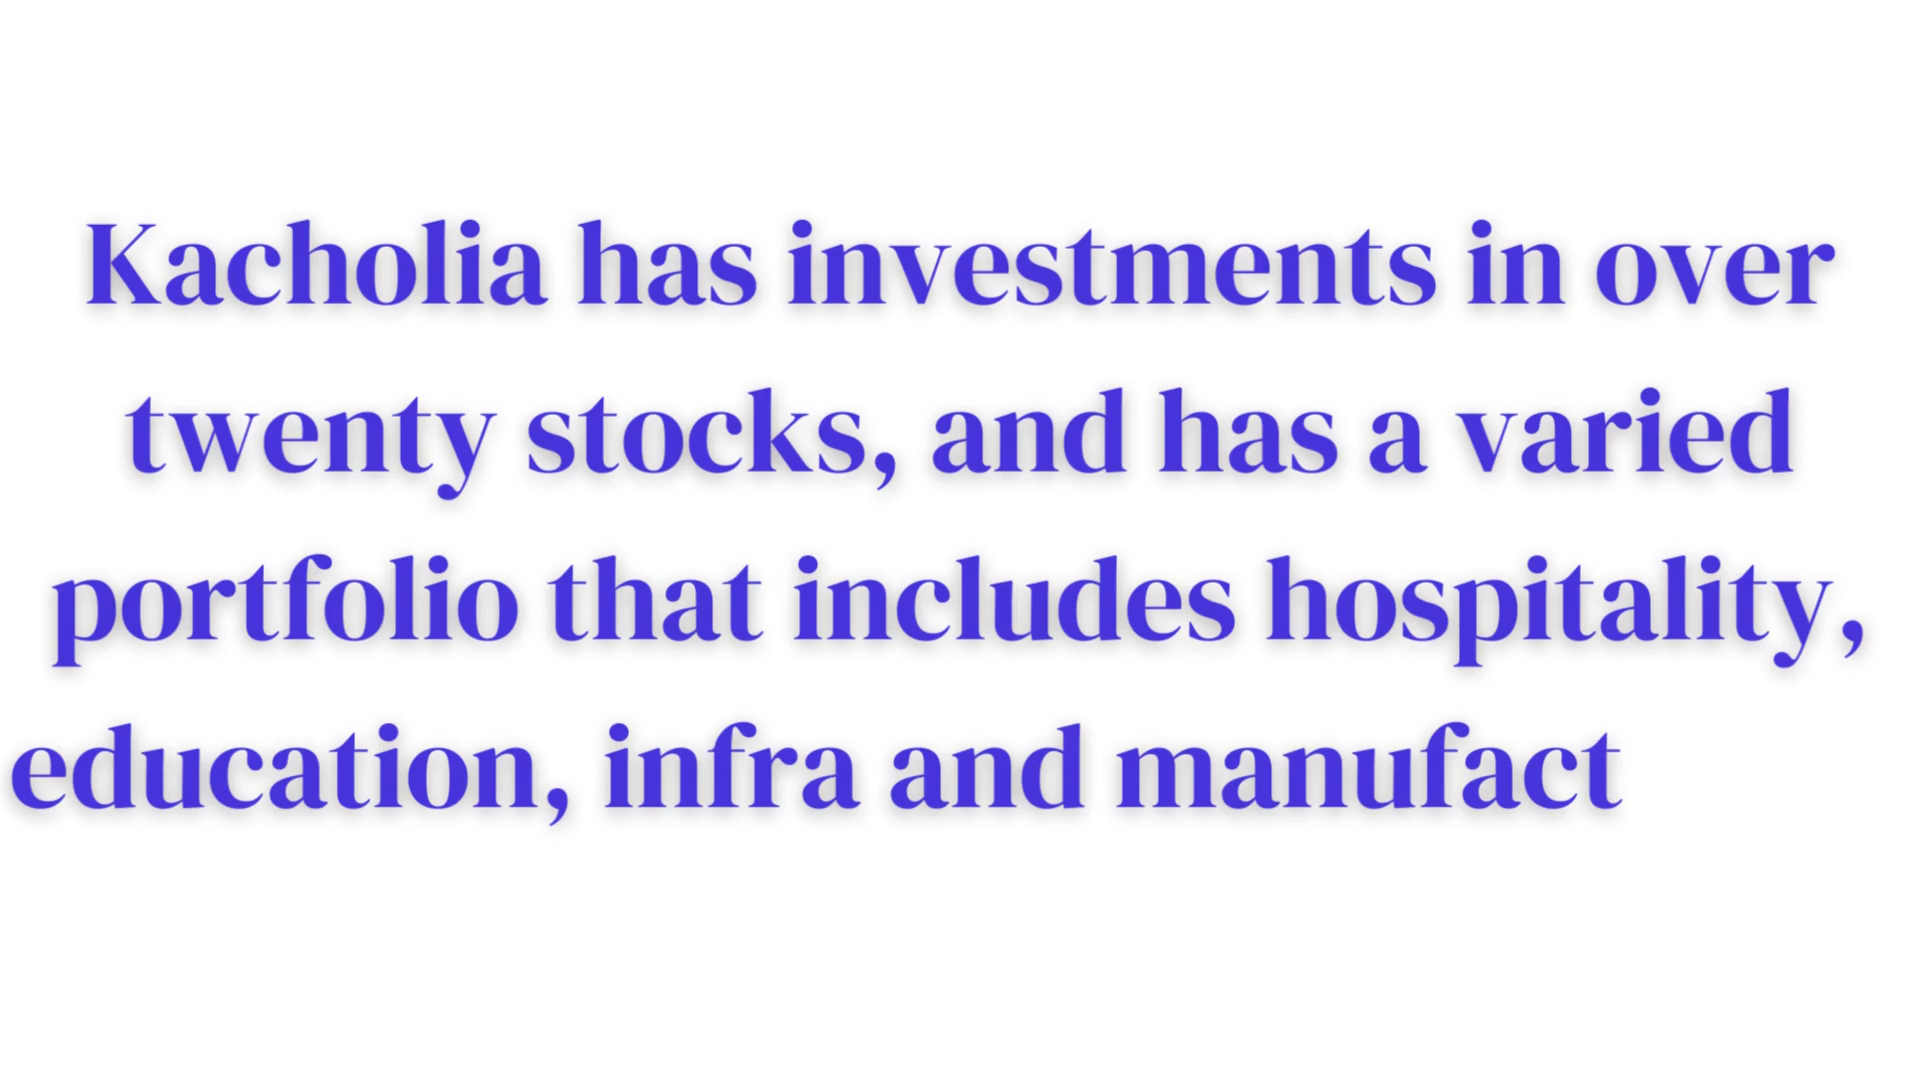 Kacholia has investments in over
twenty stocks, and has a varied
portfolio that includes hospitality,
education, infra and manufact